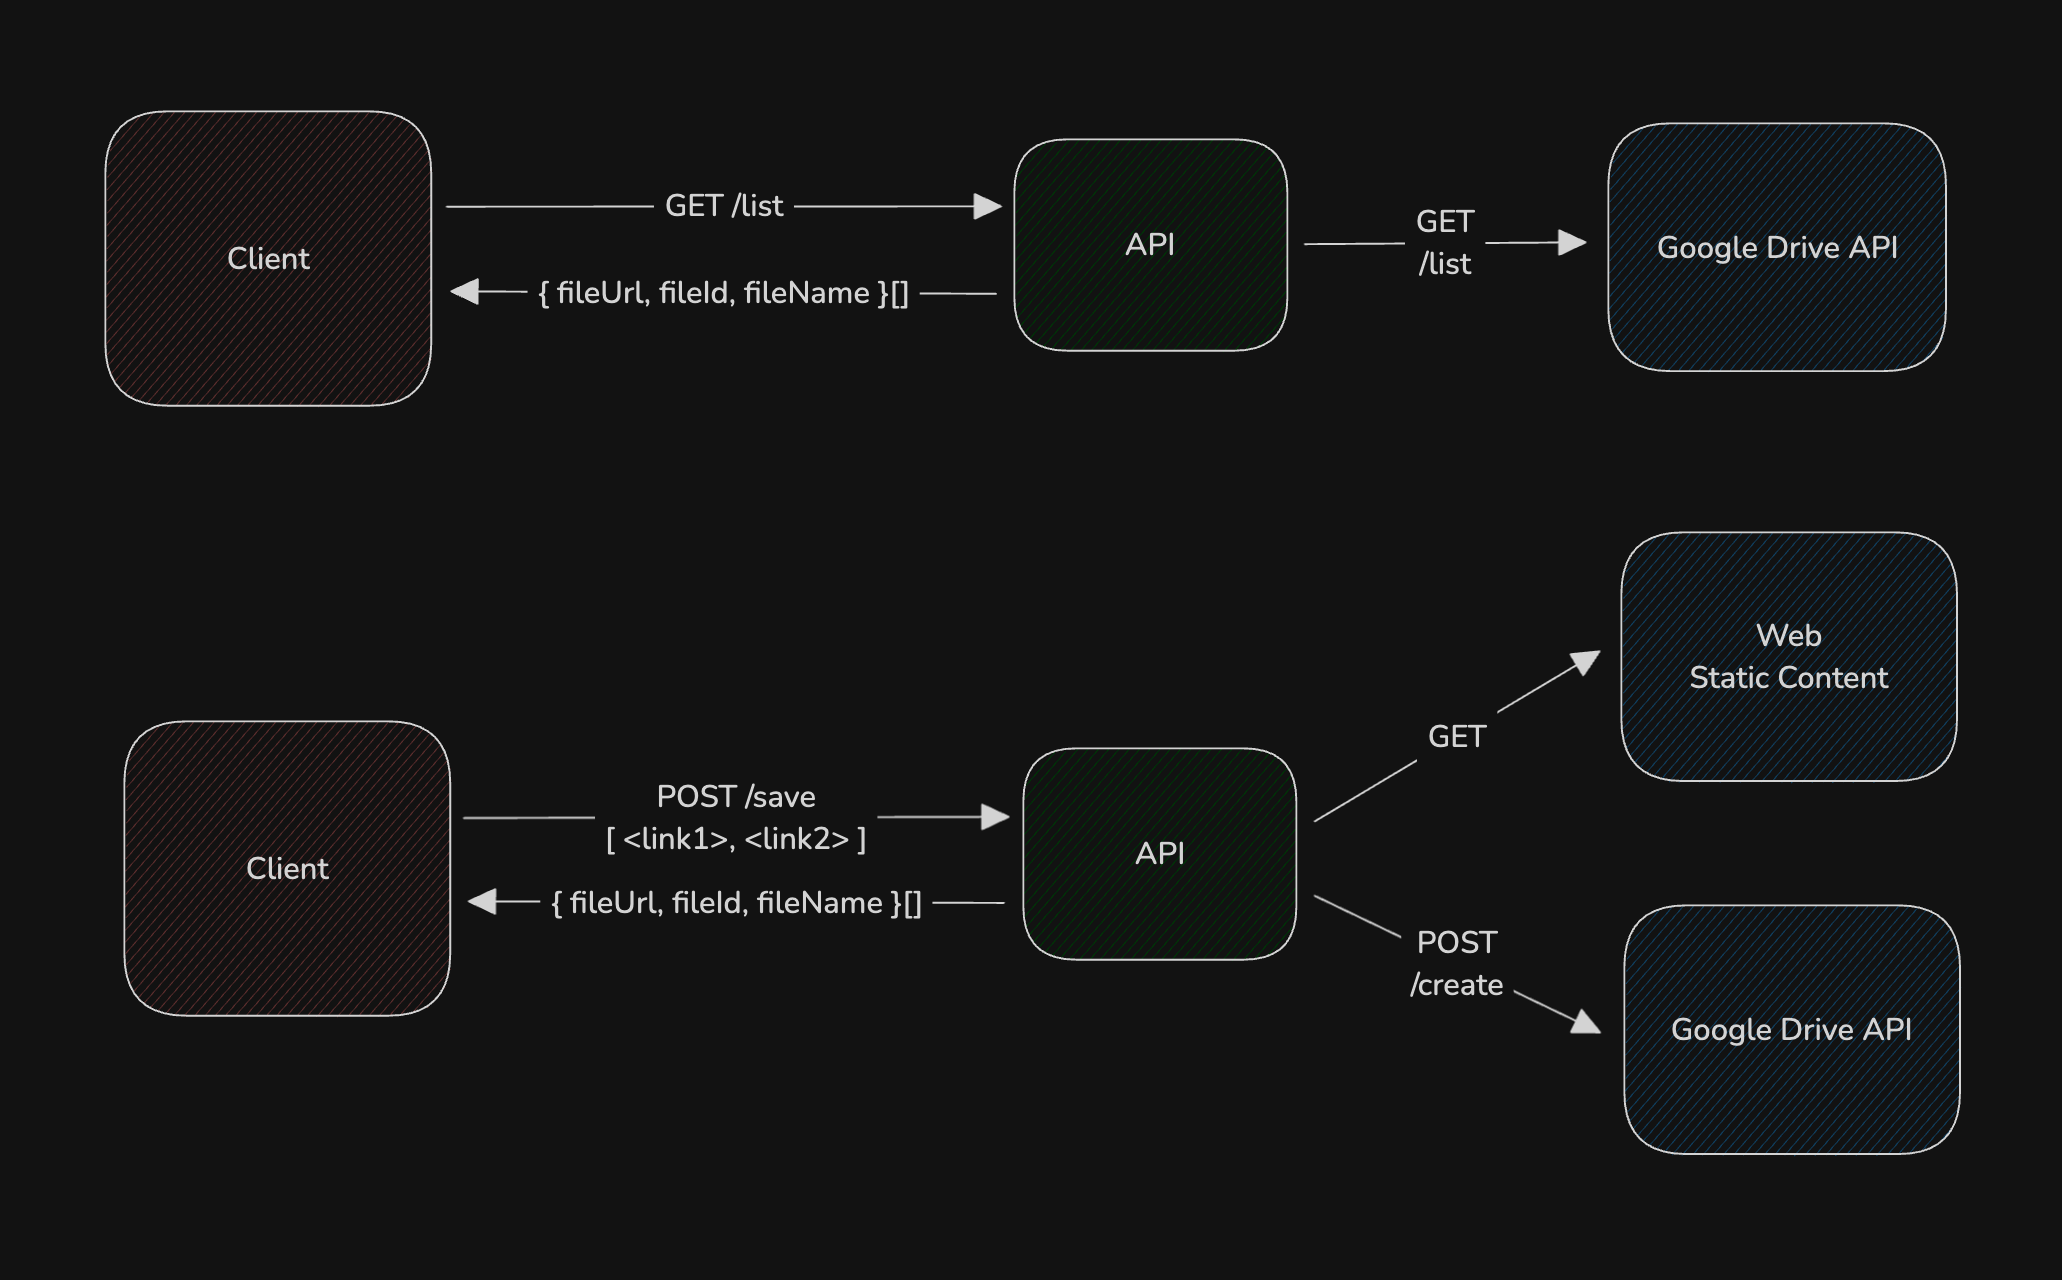 Client
GET /list
{ fileUrl, fileId, fileName }[]
API
GET
/list
Google Drive API
Client
POST /save
[ <link1>, <link2> ]
{ fileUrl, fileId, fileName }[]
API
GET
Web
Static Content
POST
/create
Google Drive API